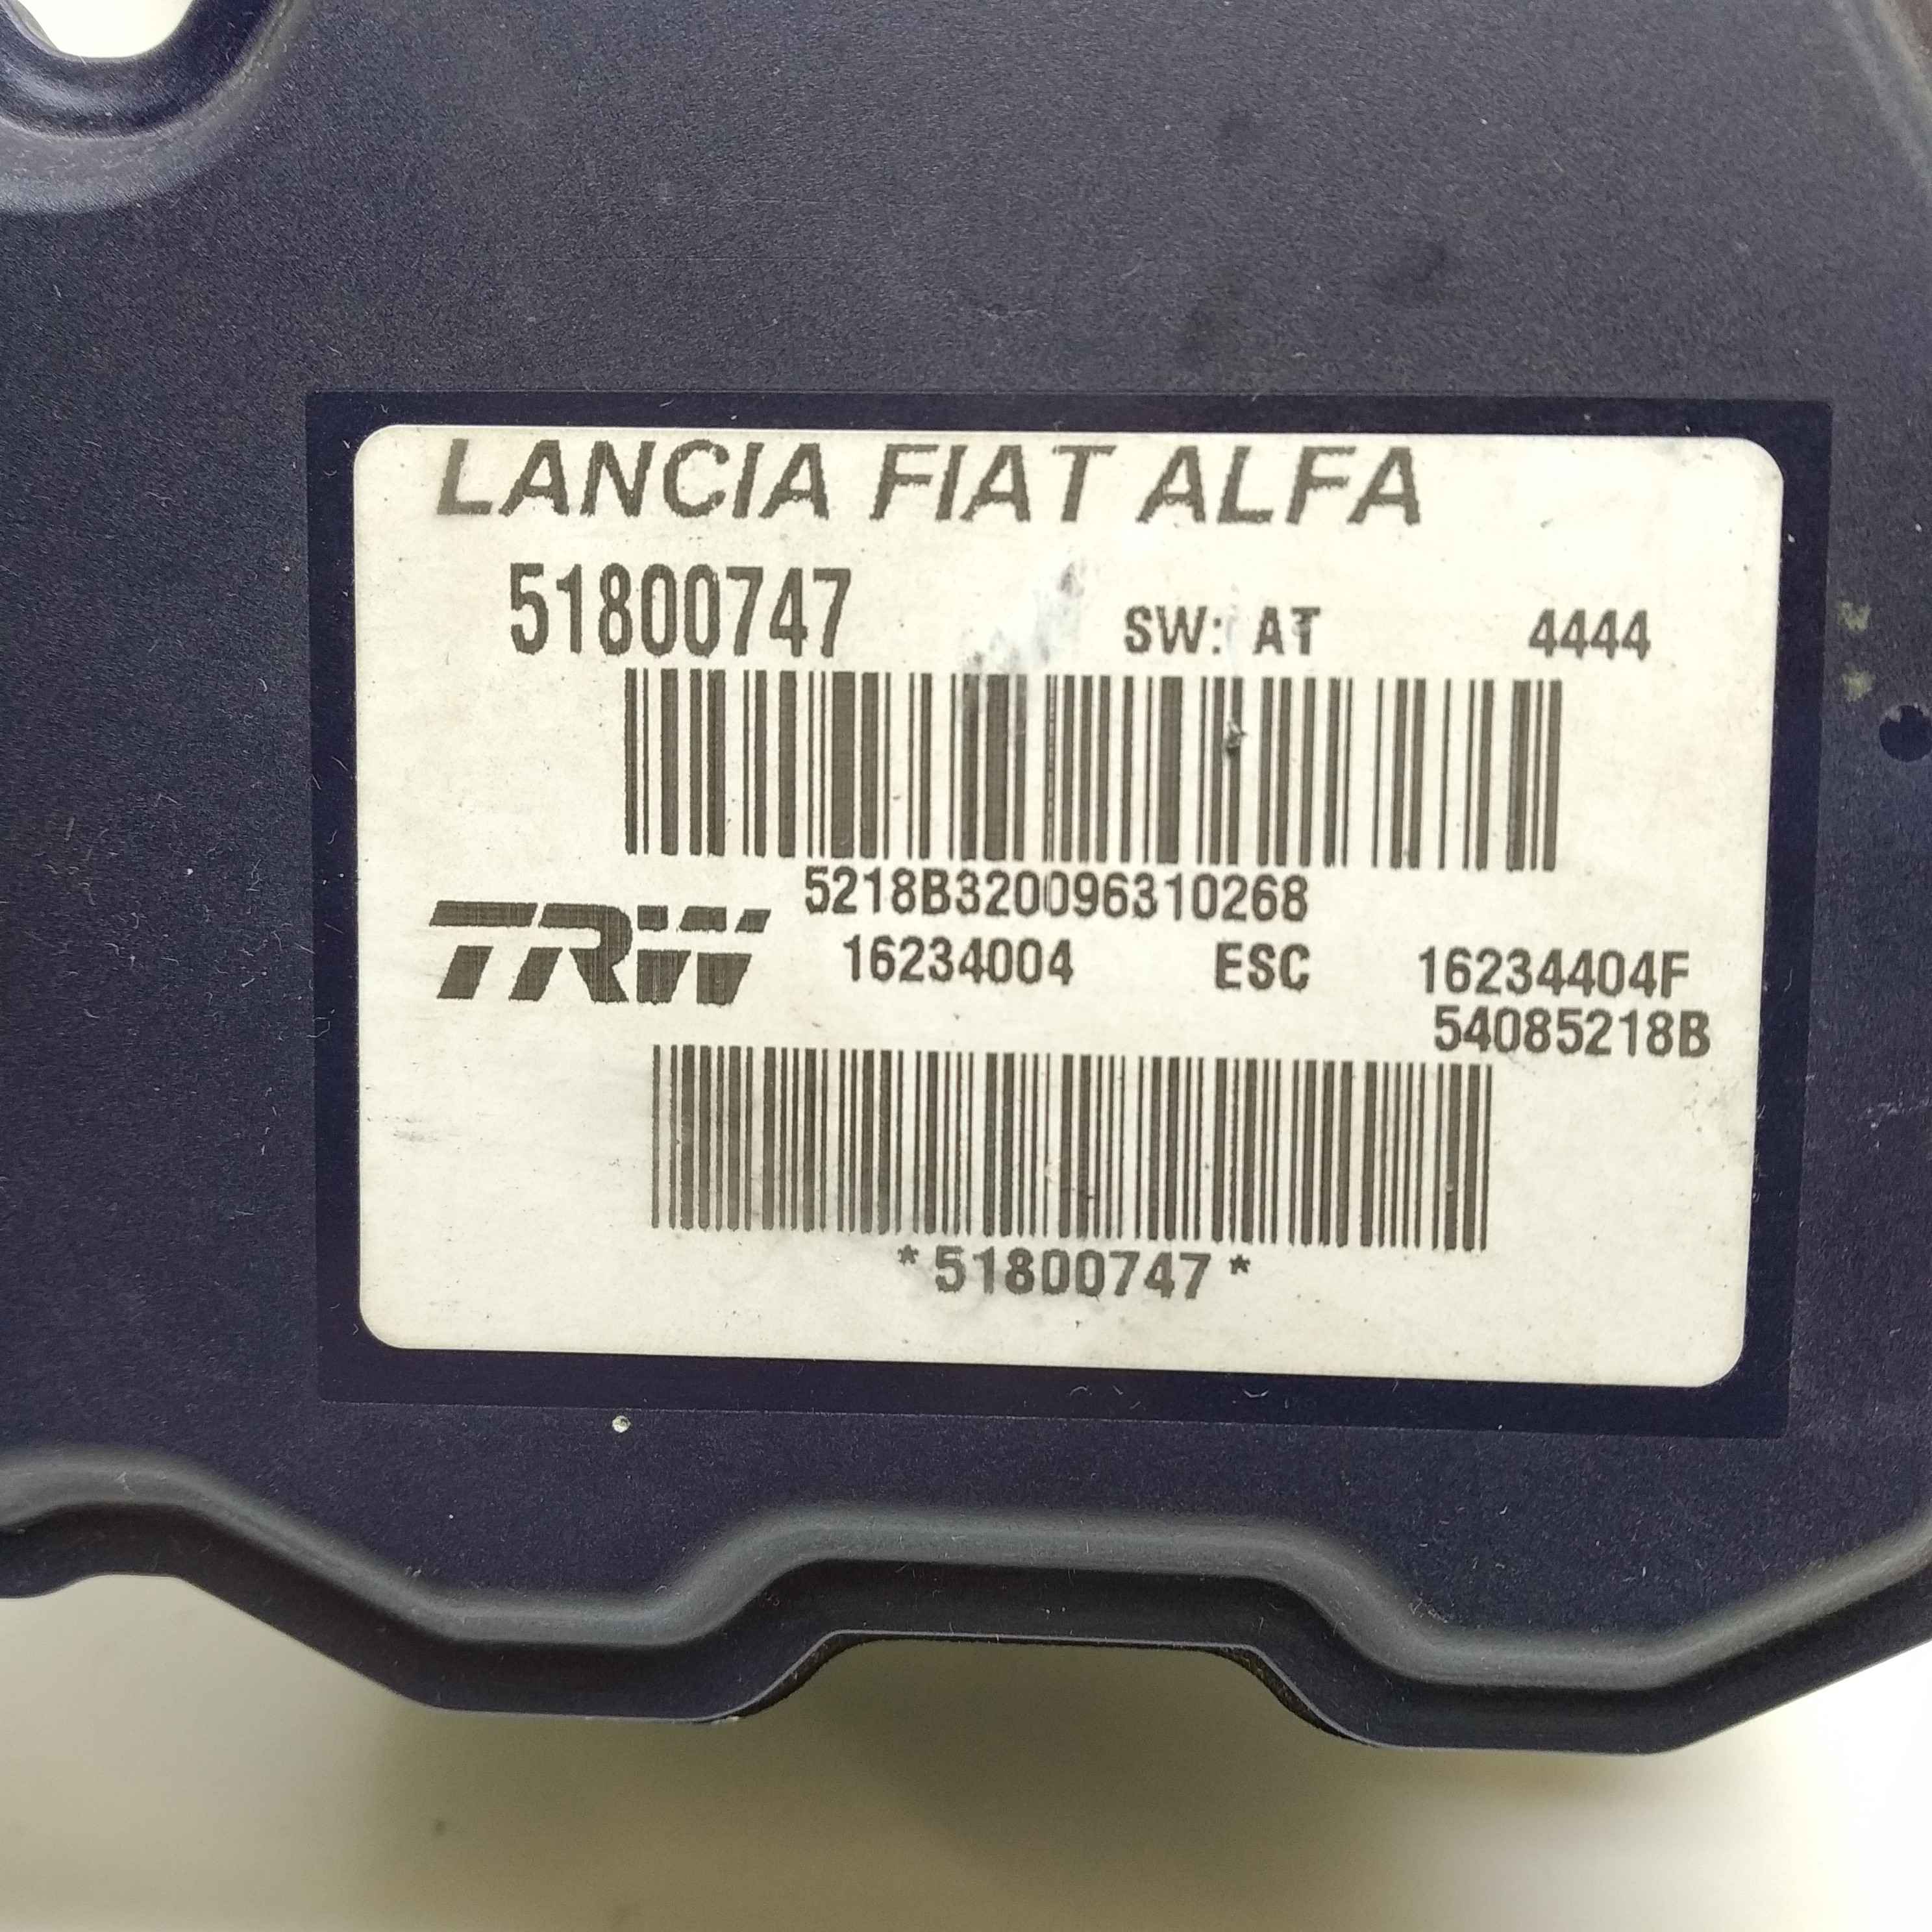 LANCIA FIAT ALFA
51800747 SW: AT 4444
5218B320096310268
TRW 16234004 ESC 16234404F
54085218B
*51800747*